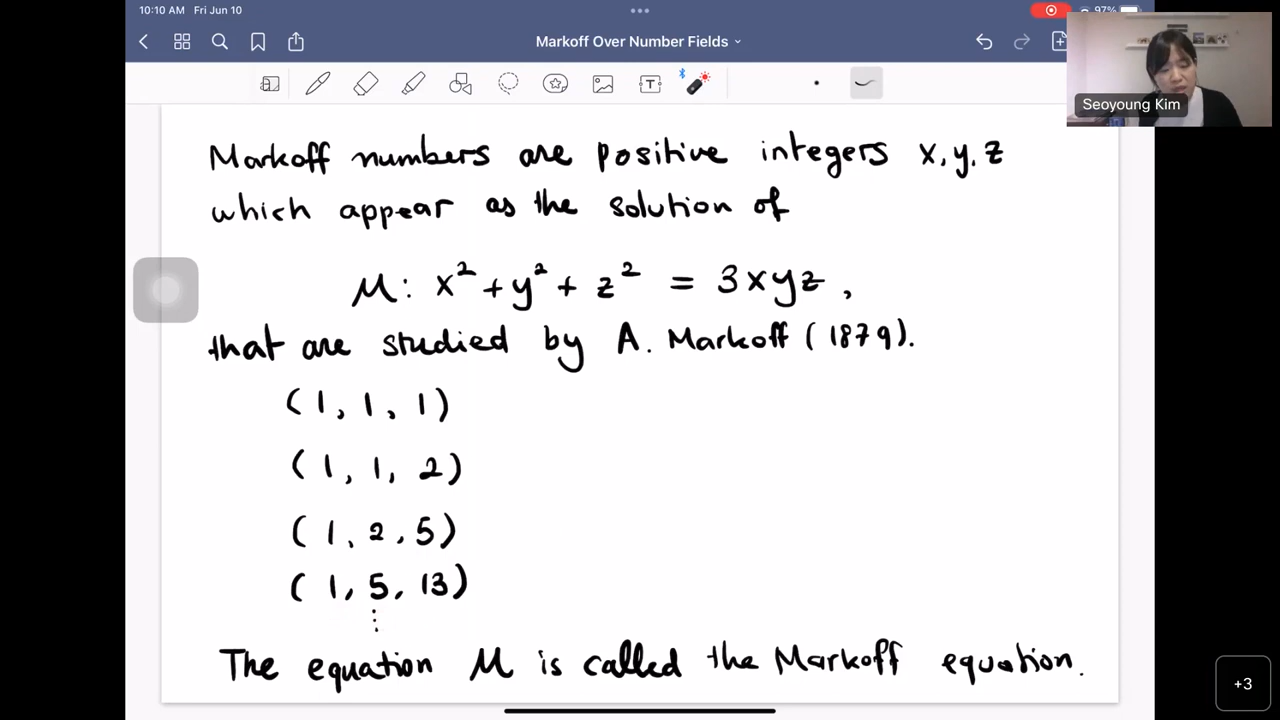 10:10 AM Fri Jun 10
97%
Markoff Over Number Fields
T
Seoyoung Kim
Markoff numbers are positive integers x, y, z
which appear as the solution of
M: x² + y² + z² = 3xyz,
that are studied by A. Markoff (1879).
(1, 1, 1)
(1, 1, 2)
(1, 2, 5)
(1, 5, 13)
⋮
The equation M is called the Markoff equation.
+3